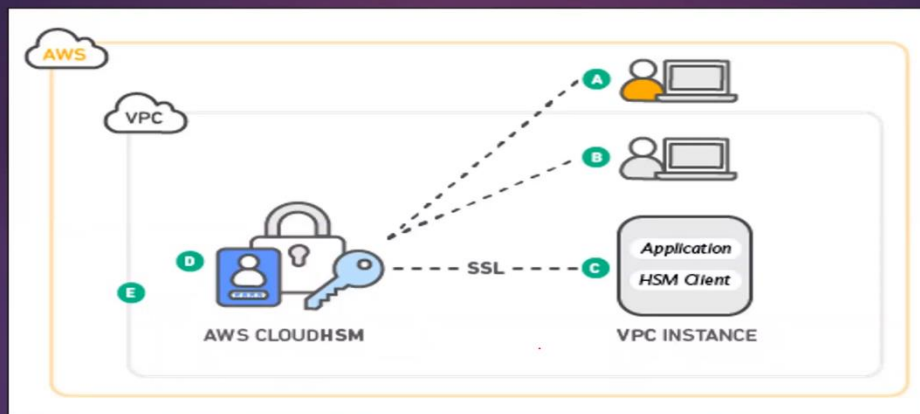 AWS
A
VPC
B
D
SSL
C
Application
HSM Client
E
AWS CLOUDHSM
VPC INSTANCE